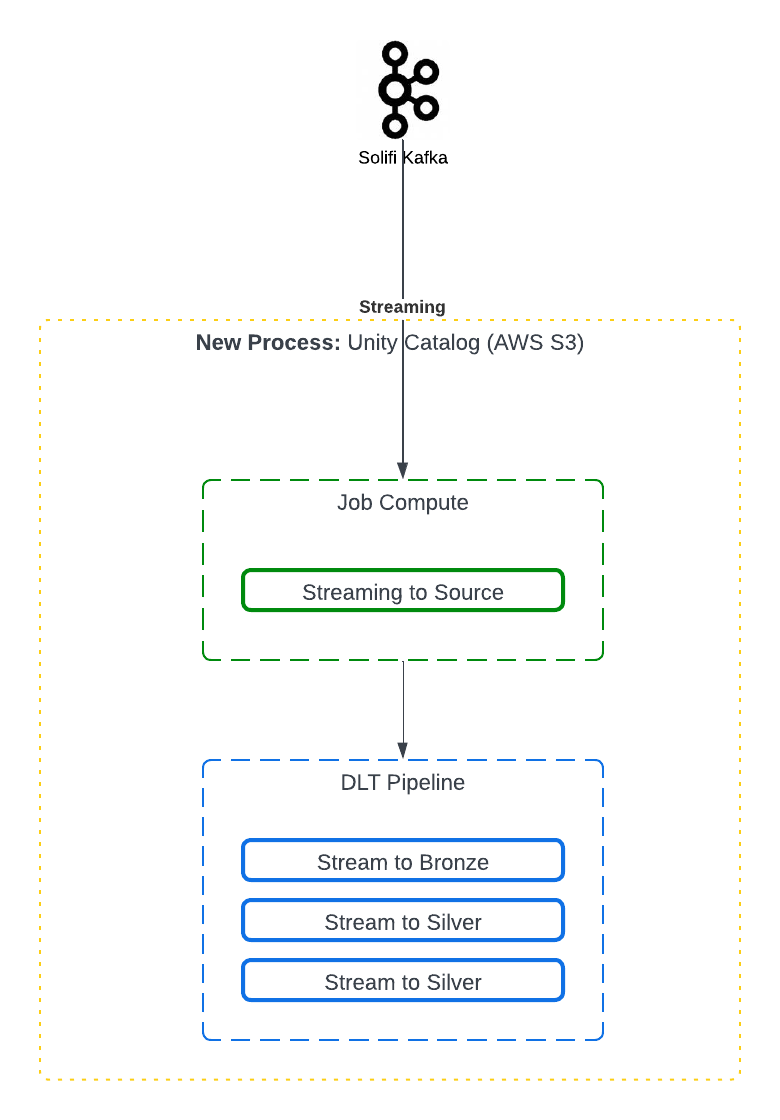 Solifi Kafka
Streaming
New Process: Unity Catalog (AWS S3)
Job Compute
Streaming to Source
DLT Pipeline
Stream to Bronze
Stream to Silver
Stream to Silver